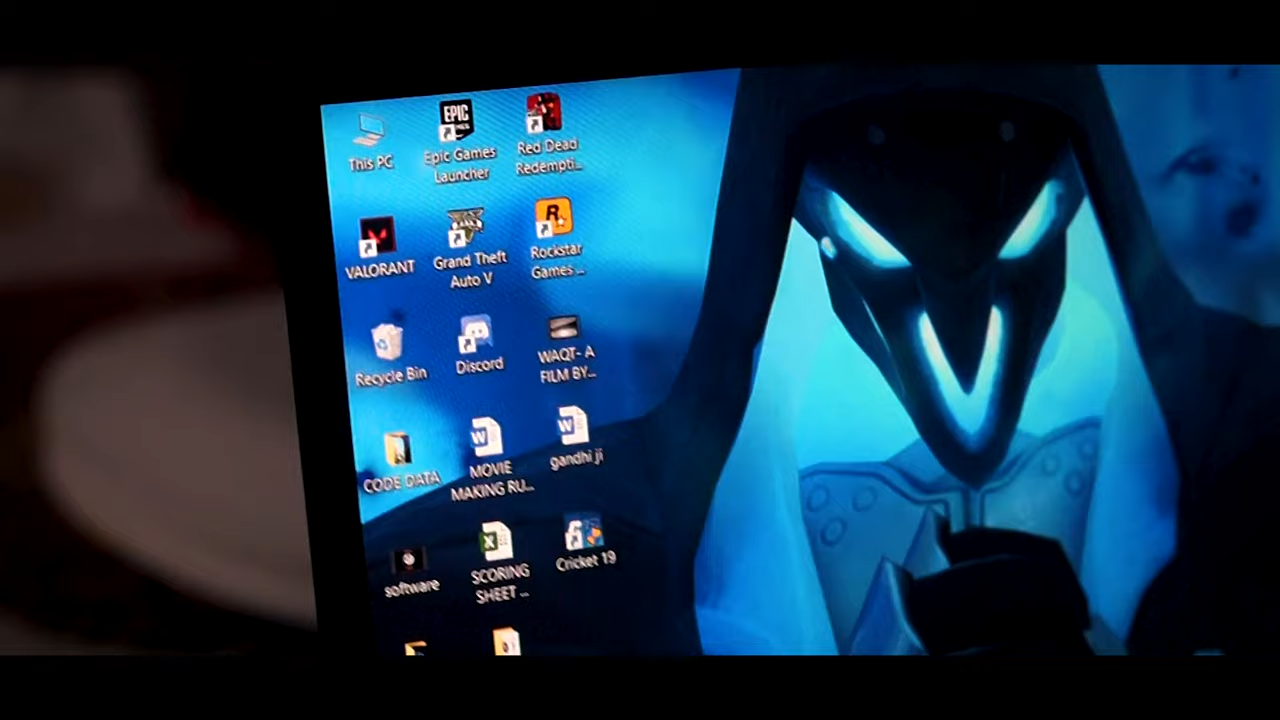 This PC
EPIC
Epic Games
Launcher
Red Dead
Redempti...
VALORANT
Grand Theft
Auto V
R
Rockstar
Games ...
Recycle Bin
Discord
WAQT- A
FILM BY...
CODE DATA
W
MOVIE
MAKING RU...
W
gandhi ji
software
X
SCORING
SHEET ...
Cricket 19